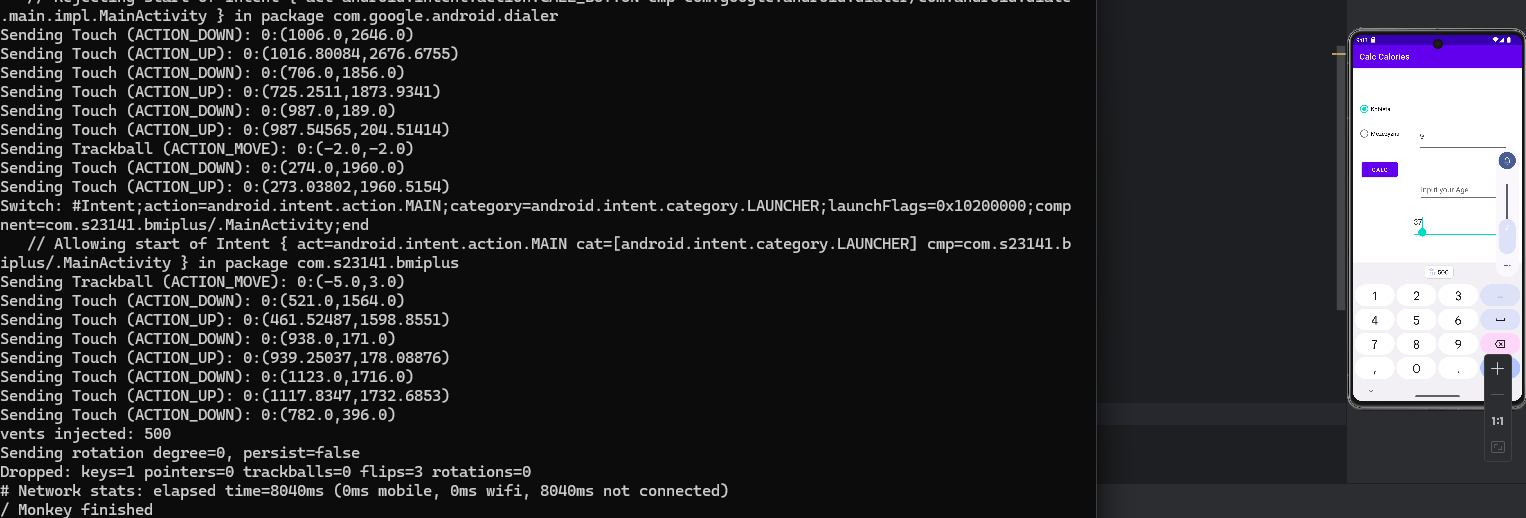 // Rejecting start of Intent { act=android.intent.action.CALL_BUTTON cmp=com.google.android.dialer/com.android.diale
.main.impl.MainActivity } in package com.google.android.dialer
Sending Touch (ACTION_DOWN): 0:(1006.0,2646.0)
Sending Touch (ACTION_UP): 0:(1016.80084,2676.6755)
Sending Touch (ACTION_DOWN): 0:(706.0,1856.0)
Sending Touch (ACTION_UP): 0:(725.2511,1873.9341)
Sending Touch (ACTION_DOWN): 0:(987.0,189.0)
Sending Touch (ACTION_UP): 0:(987.54565,204.51414)
Sending Trackball (ACTION_MOVE): 0:(-2.0,-2.0)
Sending Touch (ACTION_DOWN): 0:(274.0,1960.0)
Sending Touch (ACTION_UP): 0:(273.03802,1960.5154)
Switch: #Intent;action=android.intent.action.MAIN;category=android.intent.category.LAUNCHER;launchFlags=0x10200000;comp
nent=com.s23141.bmiplus/.MainActivity;end
// Allowing start of Intent { act=android.intent.action.MAIN cat=[android.intent.category.LAUNCHER] cmp=com.s23141.b
iplus/.MainActivity } in package com.s23141.bmiplus
Sending Trackball (ACTION_MOVE): 0:(-5.0,3.0)
Sending Touch (ACTION_DOWN): 0:(521.0,1564.0)
Sending Touch (ACTION_UP): 0:(461.52487,1598.8551)
Sending Touch (ACTION_DOWN): 0:(938.0,171.0)
Sending Touch (ACTION_UP): 0:(939.25037,178.08876)
Sending Touch (ACTION_DOWN): 0:(1123.0,1716.0)
Sending Touch (ACTION_UP): 0:(1117.8347,1732.6853)
Sending Touch (ACTION_DOWN): 0:(782.0,396.0)
vents injected: 500
Sending rotation degree=0, persist=false
Dropped: keys=1 pointers=0 trackballs=0 flips=3 rotations=0
# Network stats: elapsed time=8040ms (0ms mobile, 0ms wifi, 8040ms not connected)
/ Monkey finished
Calc Calories
Kobieta
Mezczyzna
9
CALC
Input your Age
37
500
1 2 3 -
4 5 6
7 8 9
, 0 .
1:1